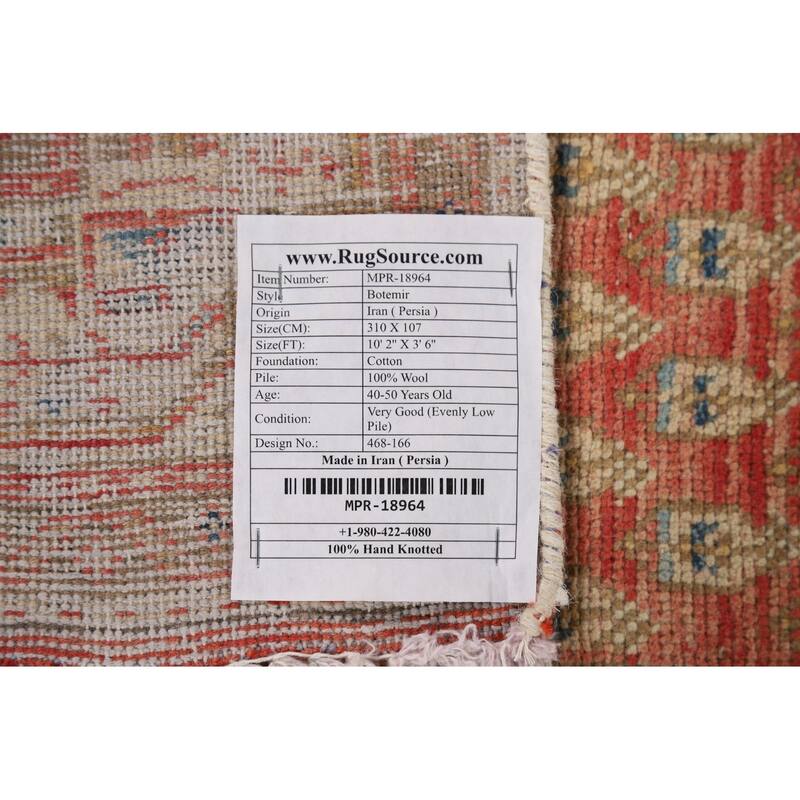 www.RugSource.com
Item Number: MPR-18964
Style Botemir
Origin Iran ( Persia )
Size(CM): 310 X 107
Size(FT): 10' 2" X 3' 6"
Foundation: Cotton
Pile: 100% Wool
Age: 40-50 Years Old
Condition: Very Good (Evenly Low
Pile)
Design No.: 468-166
Made in Iran ( Persia )
MPR-18964
+1-980-422-4080
100% Hand Knotted